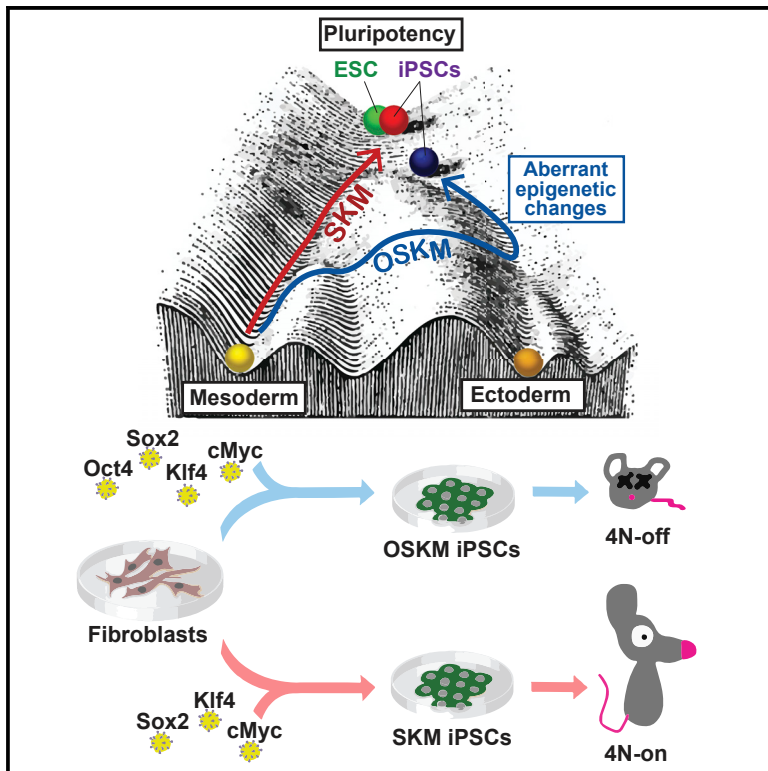 Pluripotency
ESC
iPSCs
Aberrant
epigenetic
changes
SKM
OSKM
Mesoderm
Ectoderm
Oct4
Sox2
Klf4
cMyc
OSKM iPSCs
4N-off
Fibroblasts
Sox2
Klf4
cMyc
SKM iPSCs
4N-on